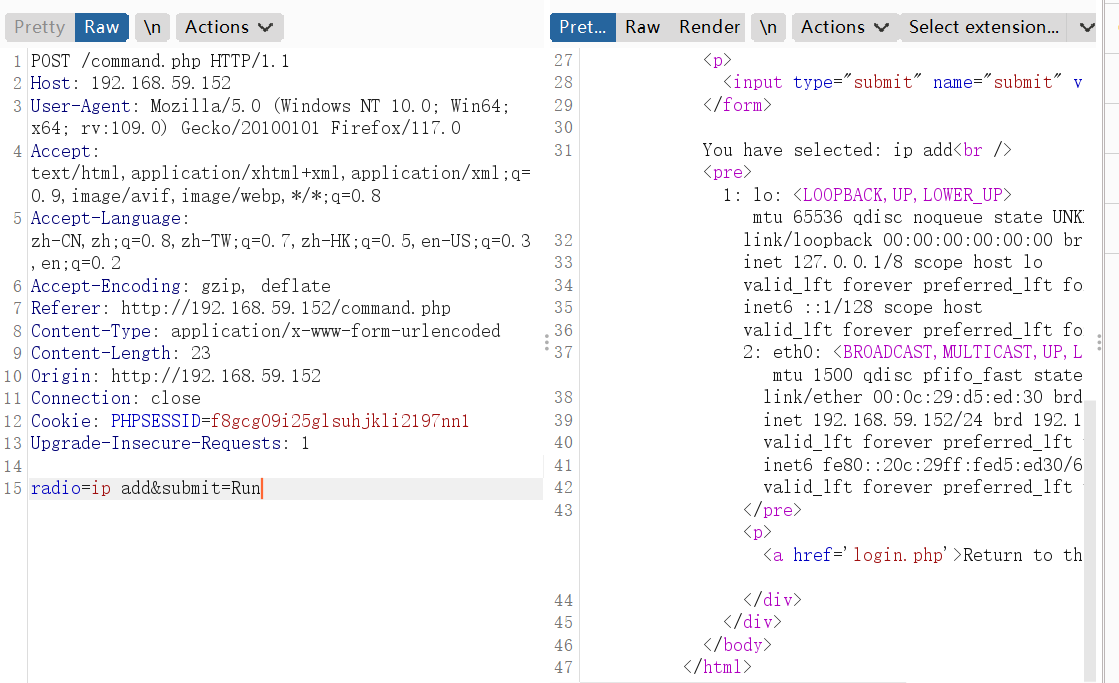 Pretty Raw \n Actions
1 POST /command.php HTTP/1.1
2 Host: 192.168.59.152
3 User-Agent: Mozilla/5.0 (Windows NT 10.0; Win64;
x64; rv:109.0) Gecko/20100101 Firefox/117.0
4 Accept:
text/html,application/xhtml+xml,application/xml;q=
0.9,image/avif,image/webp,*/*;q=0.8
5 Accept-Language:
zh-CN,zh;q=0.8,zh-TW;q=0.7,zh-HK;q=0.5,en-US;q=0.3
,en;q=0.2
6 Accept-Encoding: gzip, deflate
7 Referer: http://192.168.59.152/command.php
8 Content-Type: application/x-www-form-urlencoded
9 Content-Length: 23
10 Origin: http://192.168.59.152
11 Connection: close
12 Cookie: PHPSESSID=f8gcg09i25glsuhjkli2197nn1
13 Upgrade-Insecure-Requests: 1
14
15 radio=ip add&submit=Run
Pret... Raw Render \n Actions Select extension...
27 <p>
28 <input type="submit" name="submit" v
29 </form>
30
31 You have selected: ip add<br />
<pre>
1: lo: <LOOPBACK,UP,LOWER_UP>
mtu 65536 qdisc noqueue state UNK
32 link/loopback 00:00:00:00:00:00 br
33 inet 127.0.0.1/8 scope host lo
34 valid_lft forever preferred_lft fo
35 inet6 ::1/128 scope host
36 valid_lft forever preferred_lft fo
37 2: eth0: <BROADCAST,MULTICAST,UP,L
mtu 1500 qdisc pfifo_fast state
38 link/ether 00:0c:29:d5:ed:30 brd
39 inet 192.168.59.152/24 brd 192.1
40 valid_lft forever preferred_lft
41 inet6 fe80::20c:29ff:fed5:ed30/6
42 valid_lft forever preferred_lft
43 </pre>
<p>
<a href='login.php'>Return to th
44 </div>
45 </div>
46 </body>
47 </html>